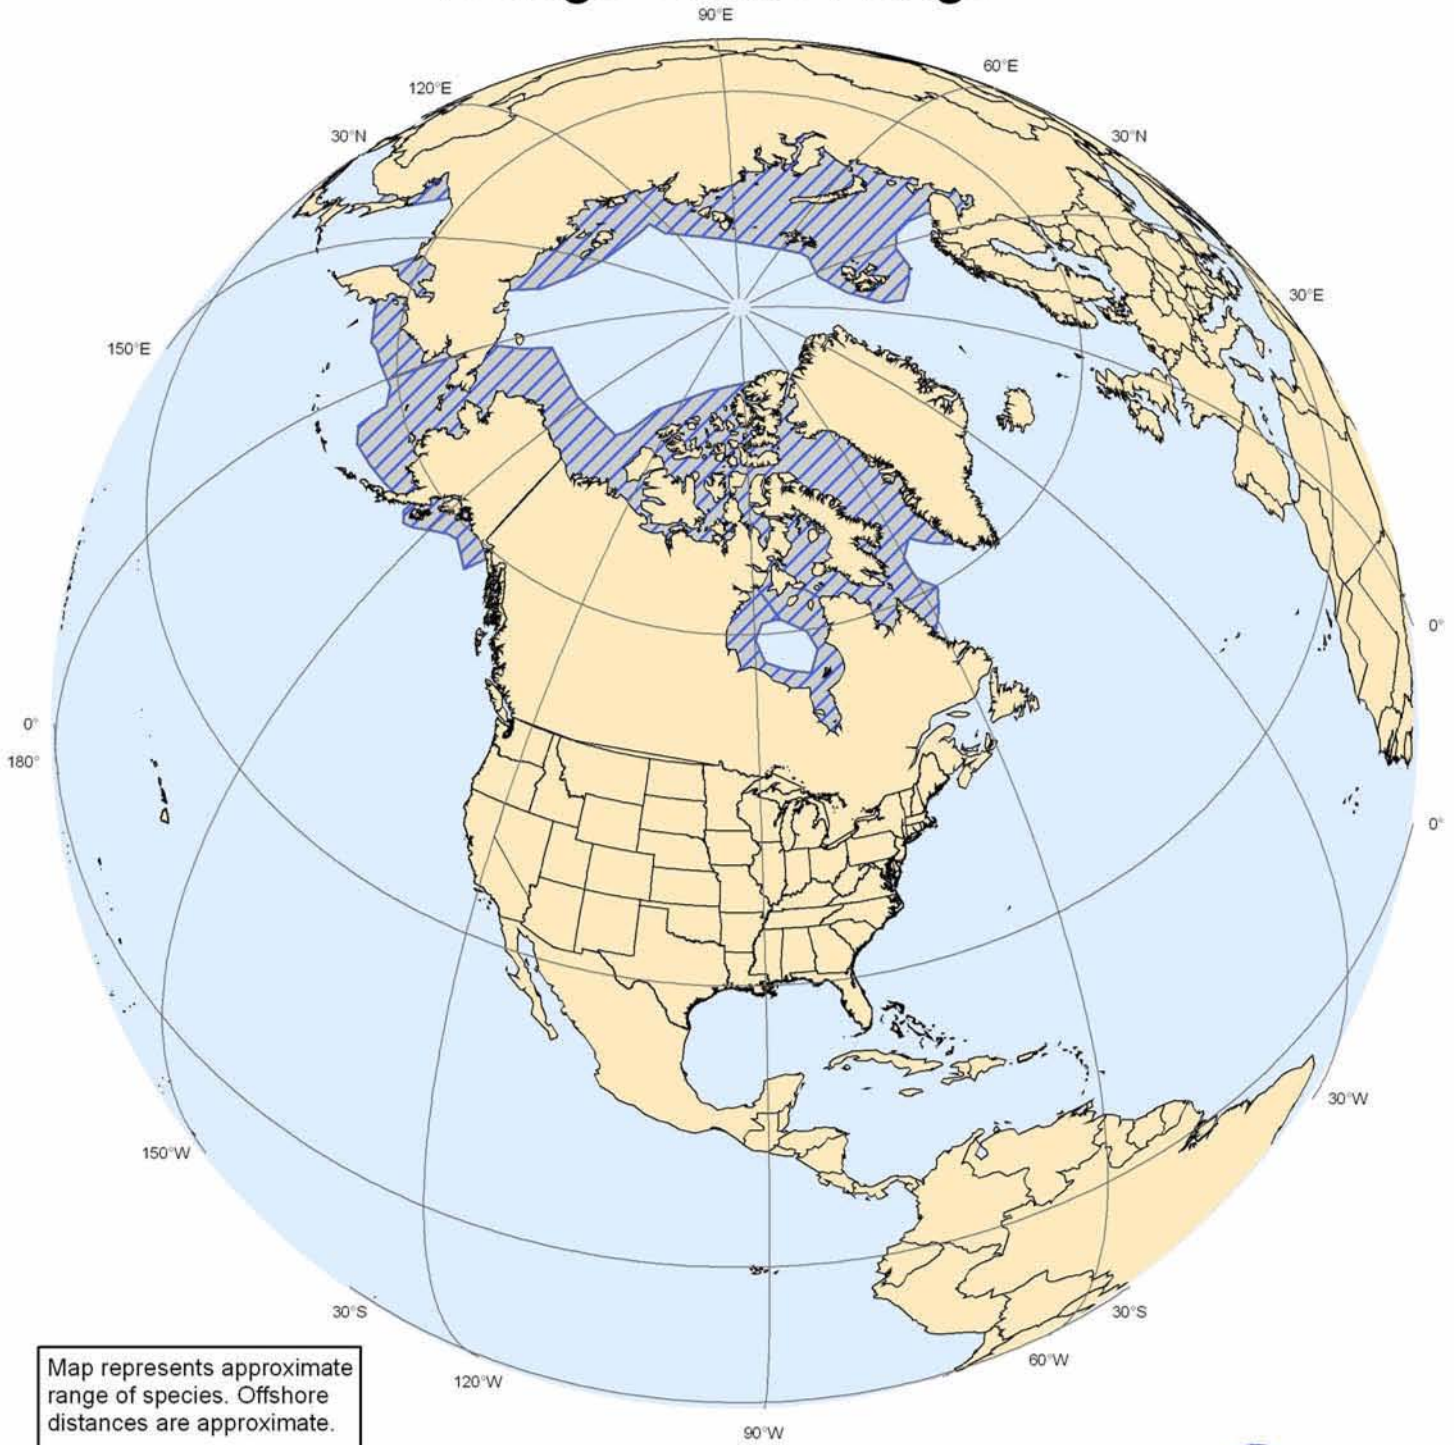 90°E
60°E
120°E
30°N
30°N
30°E
150°E
0°
0°
180°
0°
30°W
150°W
30°S
30°S
60°W
120°W
90°W
Map represents approximate
range of species. Offshore
distances are approximate.